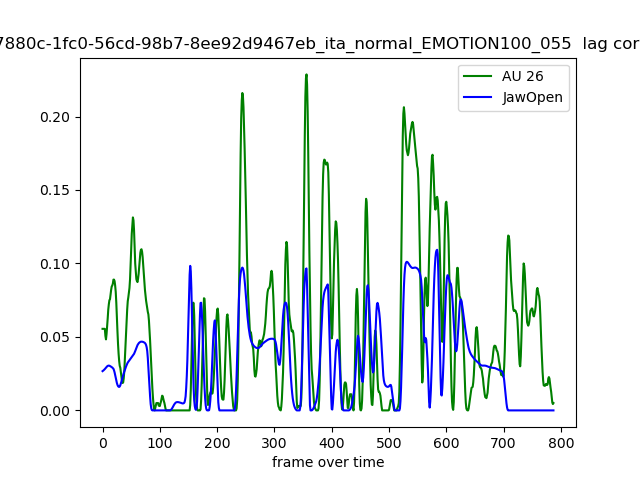 7880c-1fc0-56cd-98b7-8ee92d9467eb_ita_normal_EMOTION100_055 lag cor
AU 26
JawOpen
0.20
0.15
0.10
0.05
0.00
0 100 200 300 400 500 600 700 800
frame over time